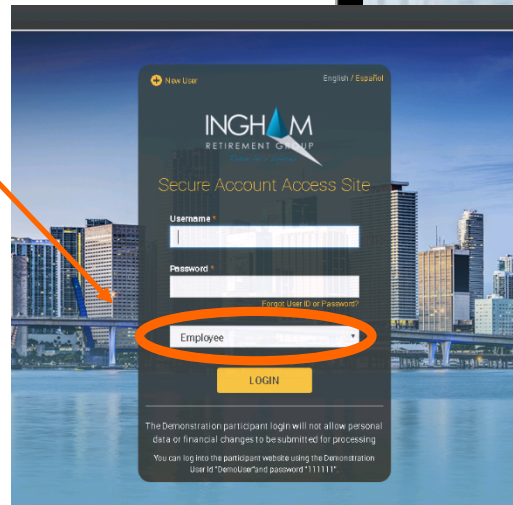 New User
English / Español
INGHAM
RETIREMENT GROUP
Secure Account Access Site
Username *
Password *
Forgot User ID or Password?
Employee
LOGIN
The Demonstration participant login will not allow personal
data or financial changes to be submitted for processing
You can log into the participant website using the Demonstration
User Id "DemoUser"and password "111111".